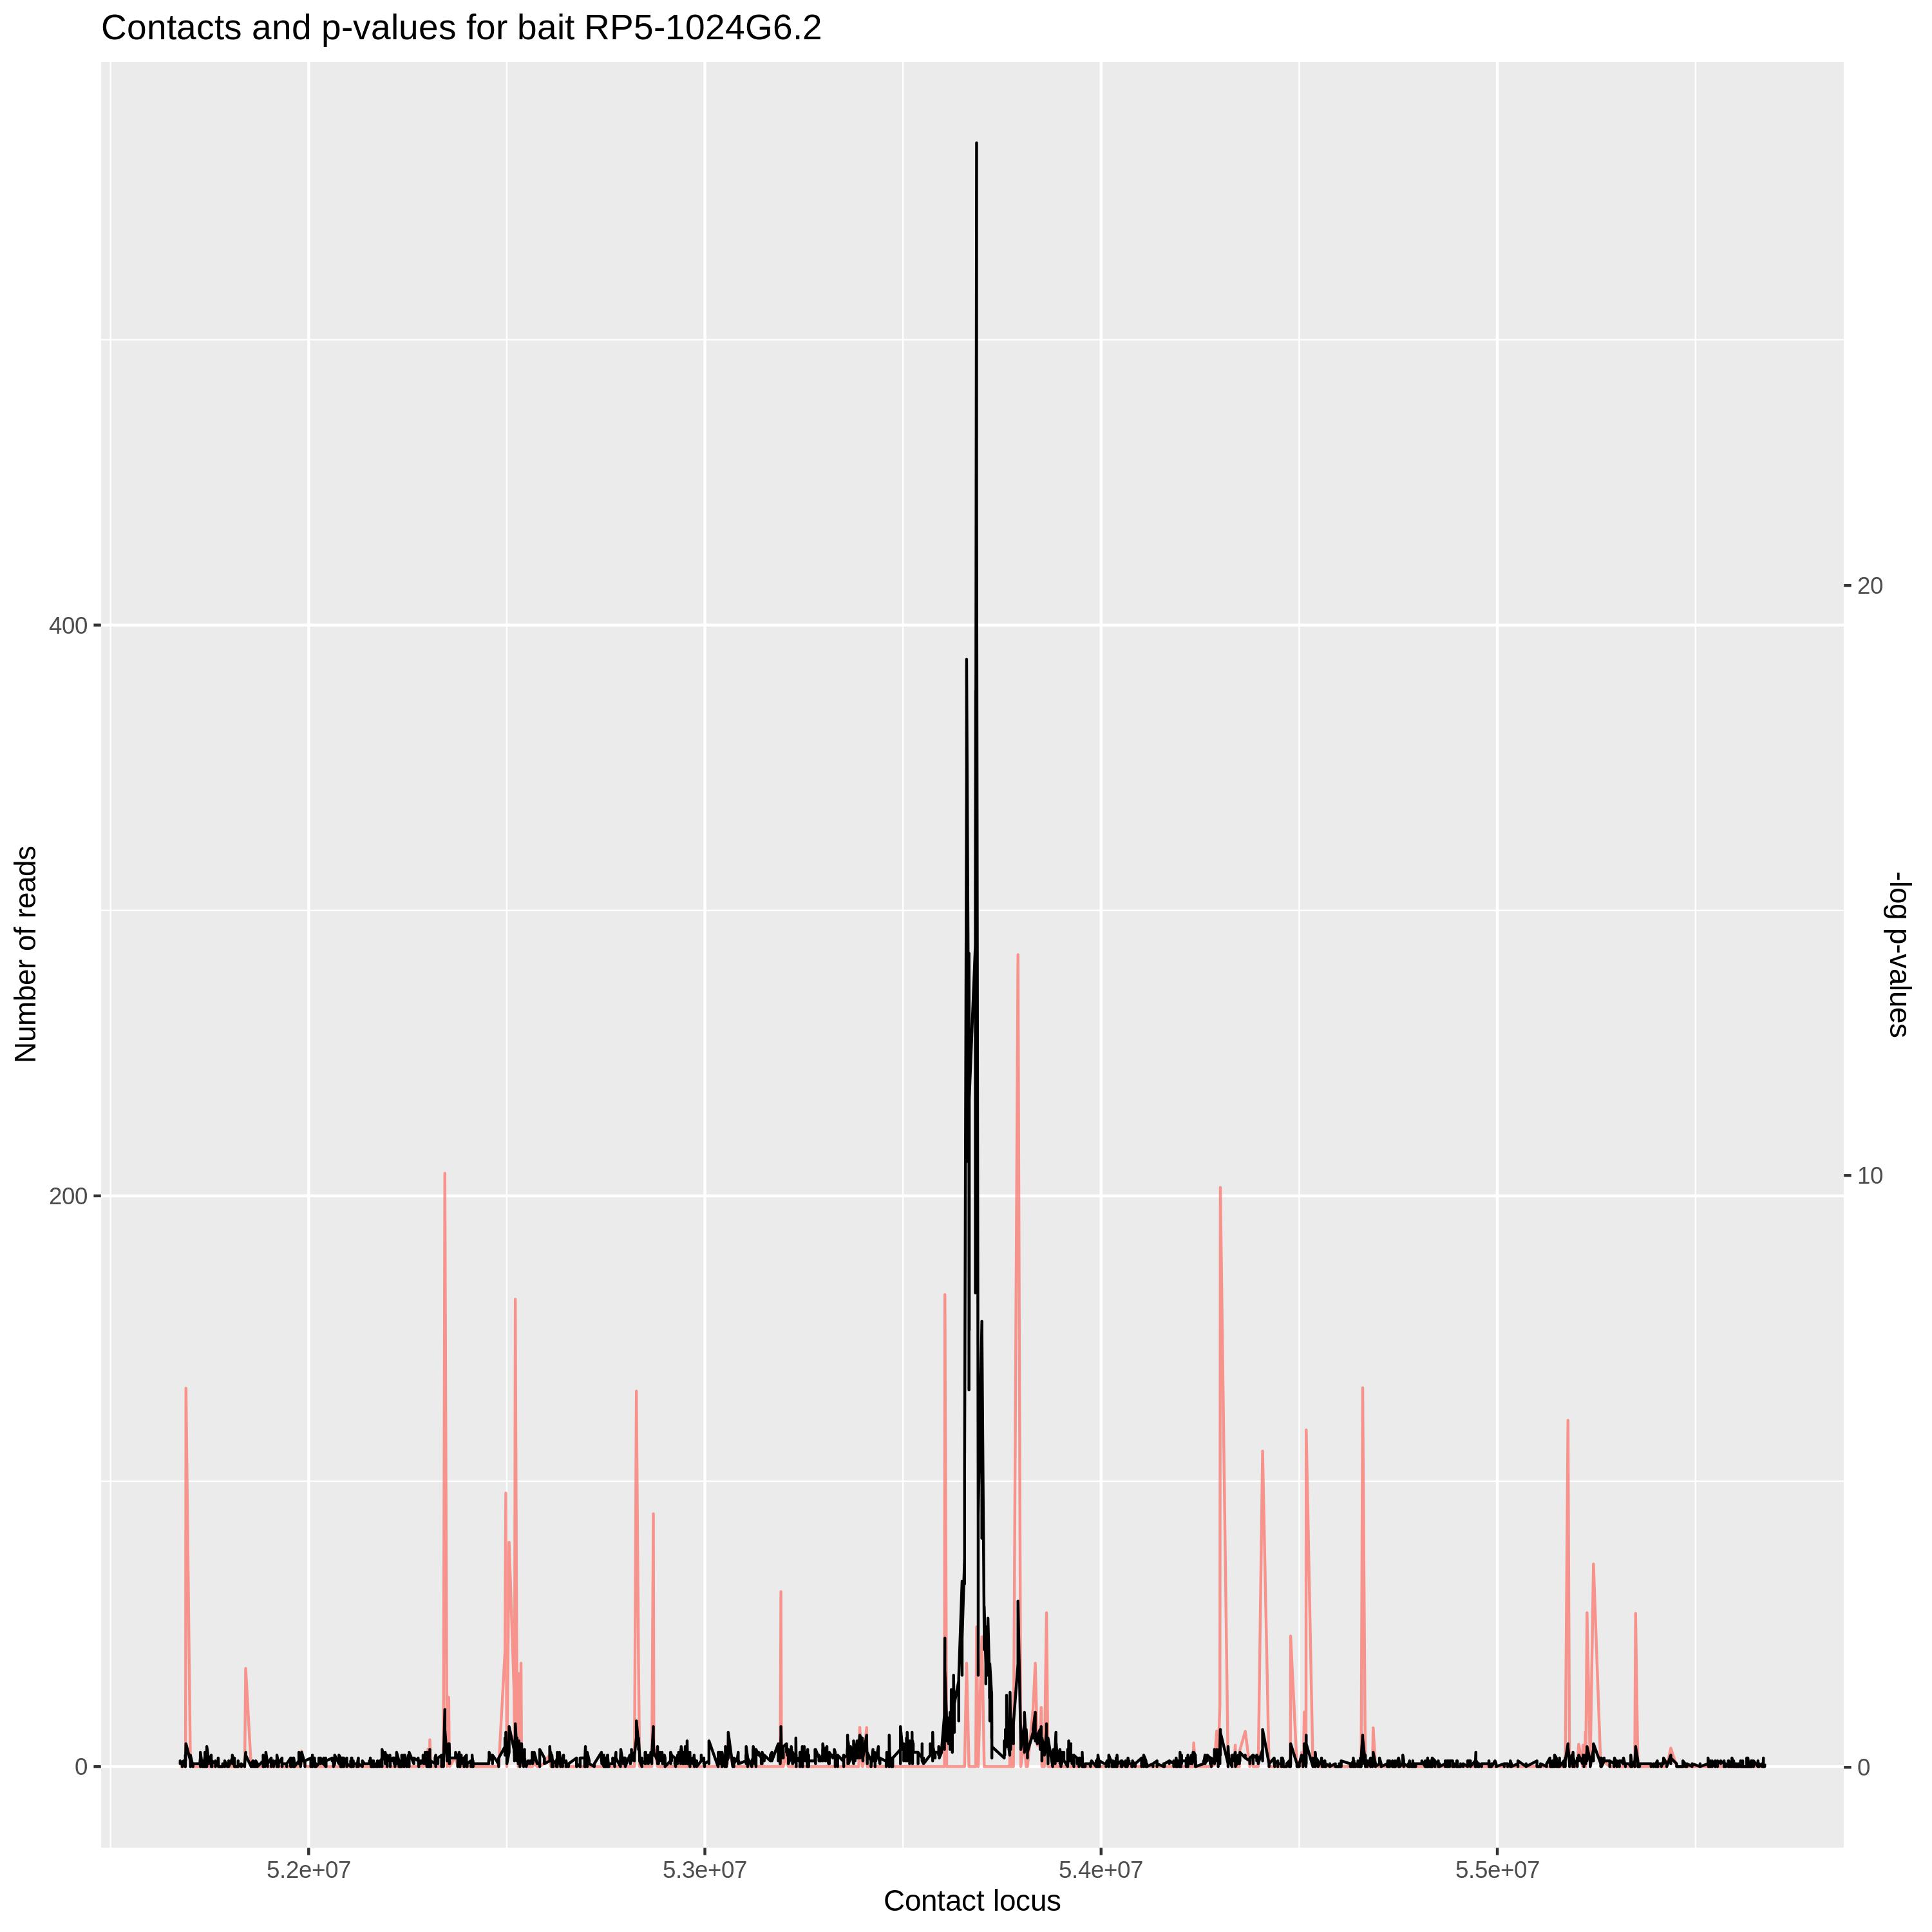 Contacts and p-values for bait RP5-1024G6.2
Number of reads
400
200
0
20
10
0
-log p-values
5.2e+07
5.3e+07
5.4e+07
5.5e+07
Contact locus